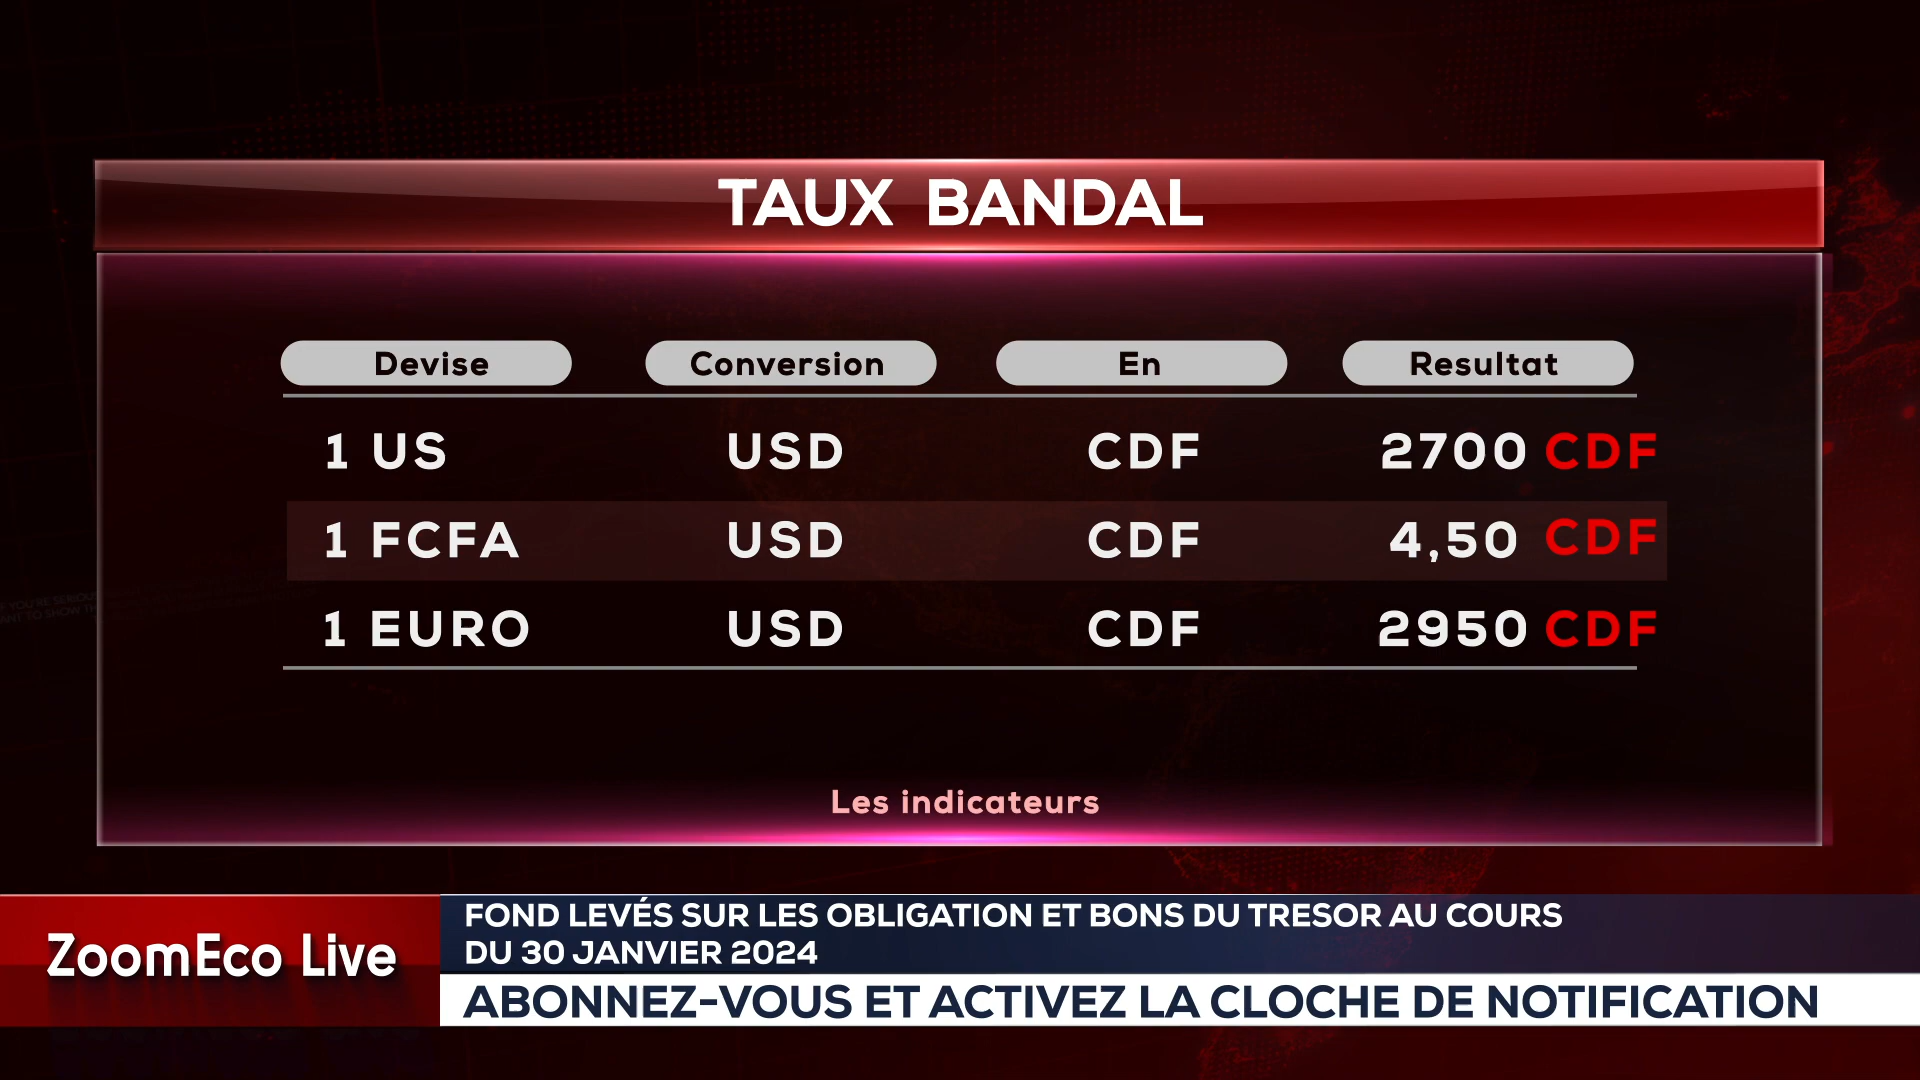 TAUX BANDAL
Devise Conversion En Resultat
1 US USD CDF 2700 CDF
1 FCFA USD CDF 4,50 CDF
1 EURO USD CDF 2950 CDF
Les indicateurs
ZoomEco Live
FOND LEVÉS SUR LES OBLIGATION ET BONS DU TRESOR AU COURS
DU 30 JANVIER 2024
ABONNEZ-VOUS ET ACTIVEZ LA CLOCHE DE NOTIFICATION